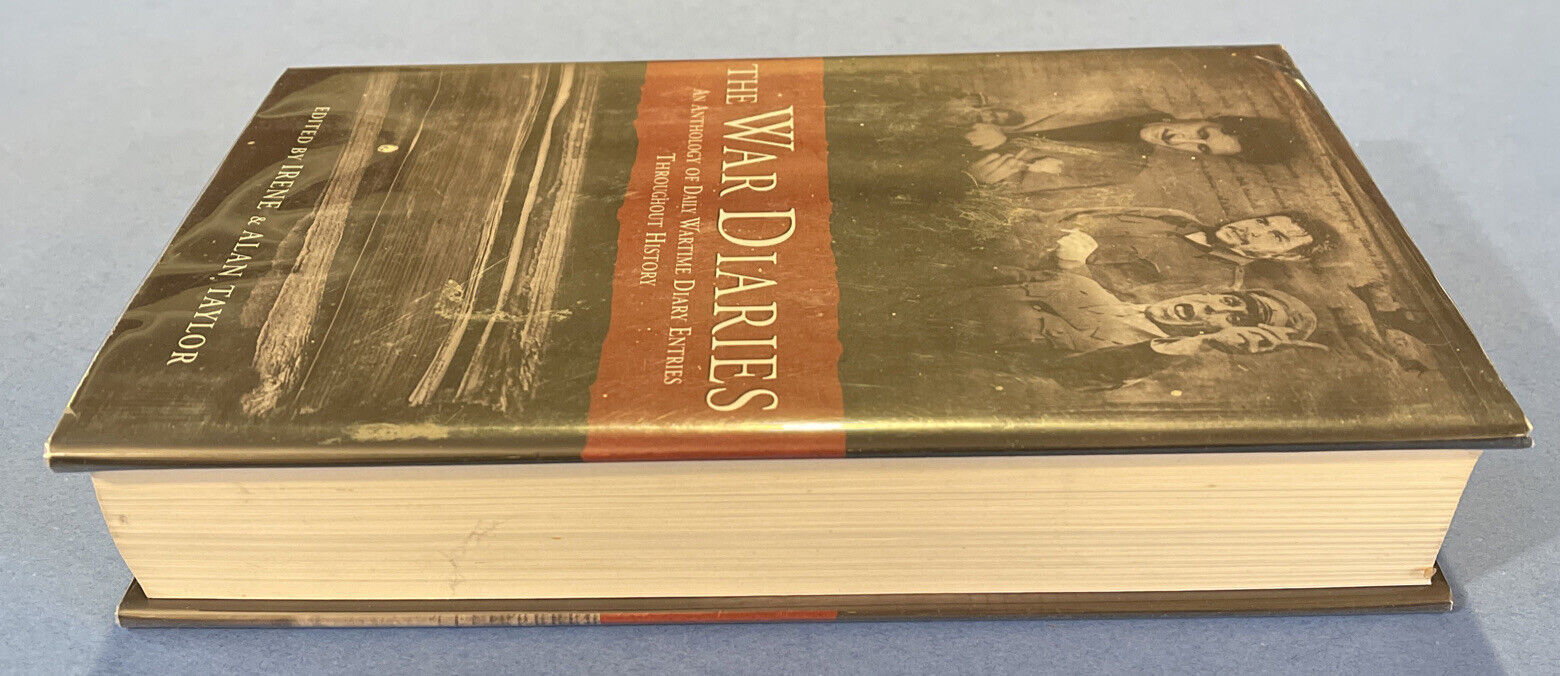 THE WAR DIARIES
AN ANTHOLOGY OF DAILY WARTIME DIARY ENTRIES
THROUGHOUT HISTORY
EDITED BY IRENE & ALAN TAYLOR